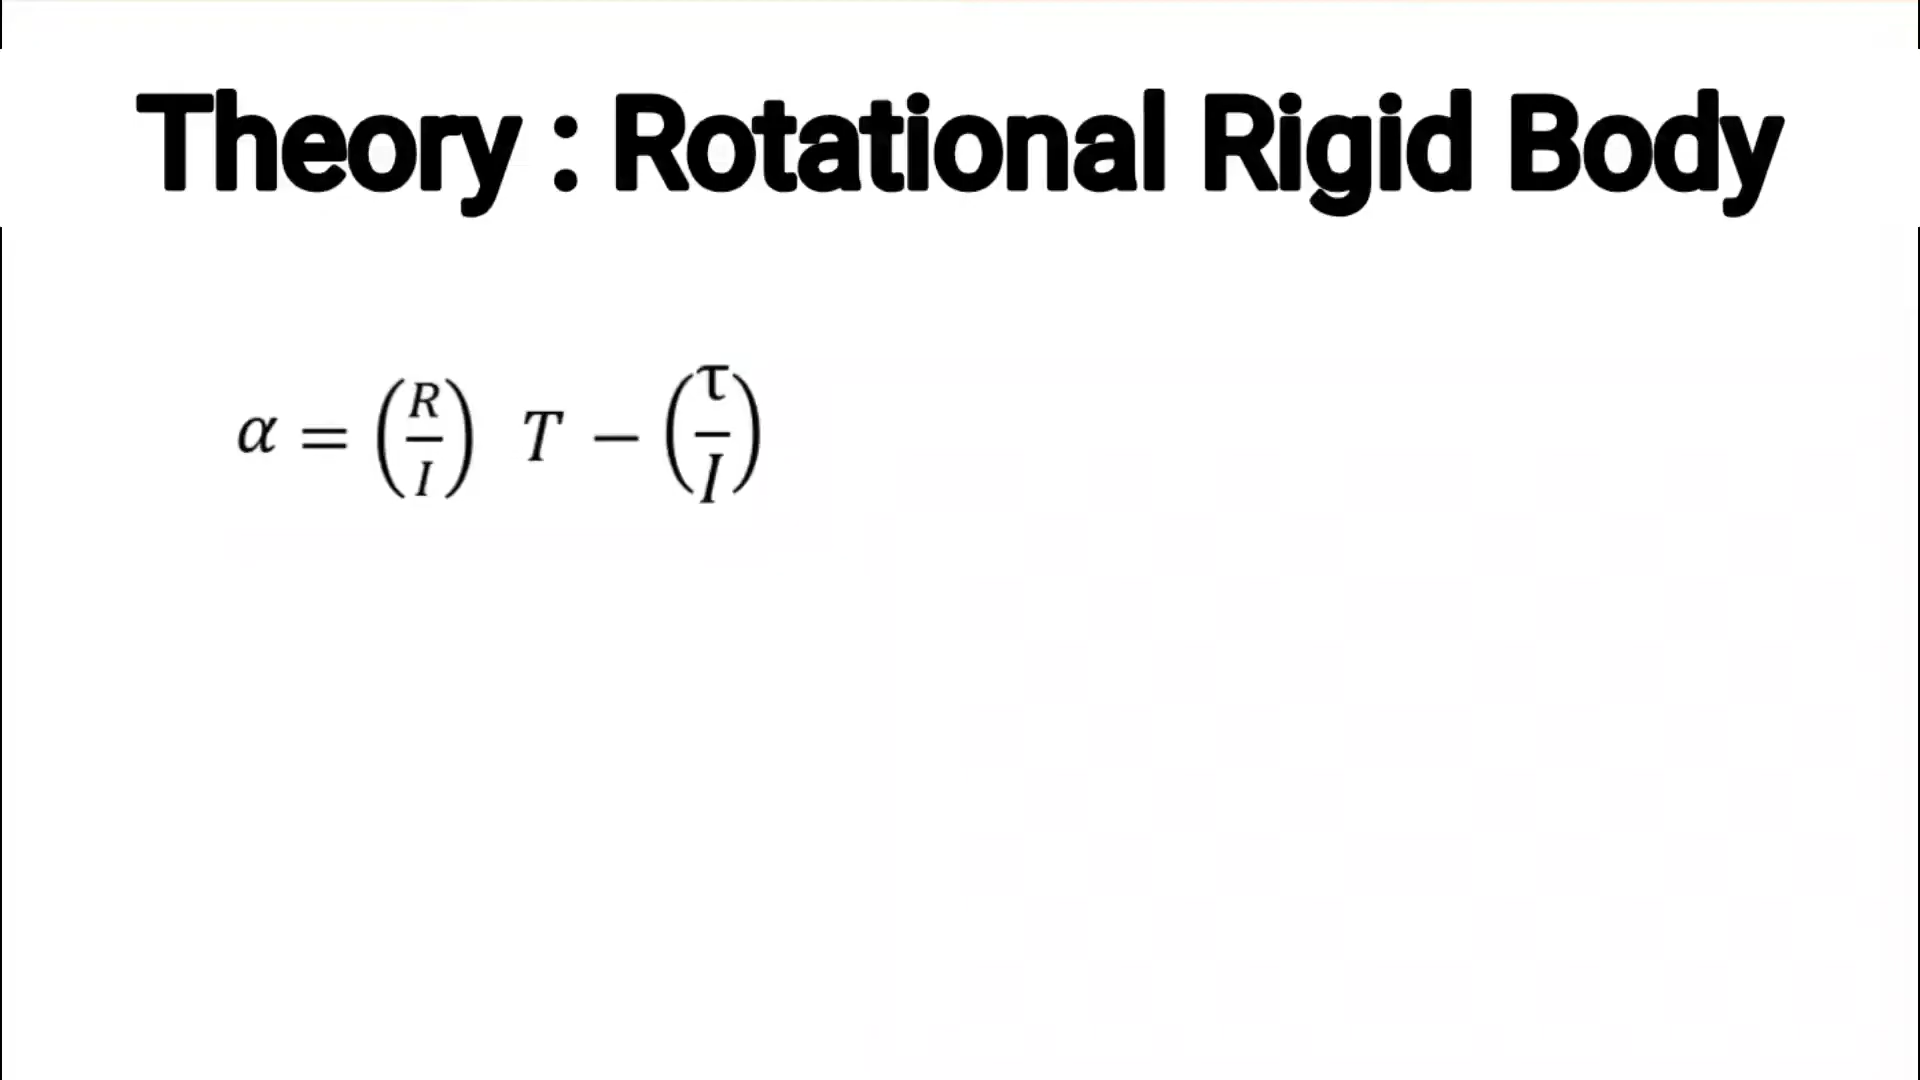 Theory : Rotational Rigid Body
α = (R/I) T − (τ/I)